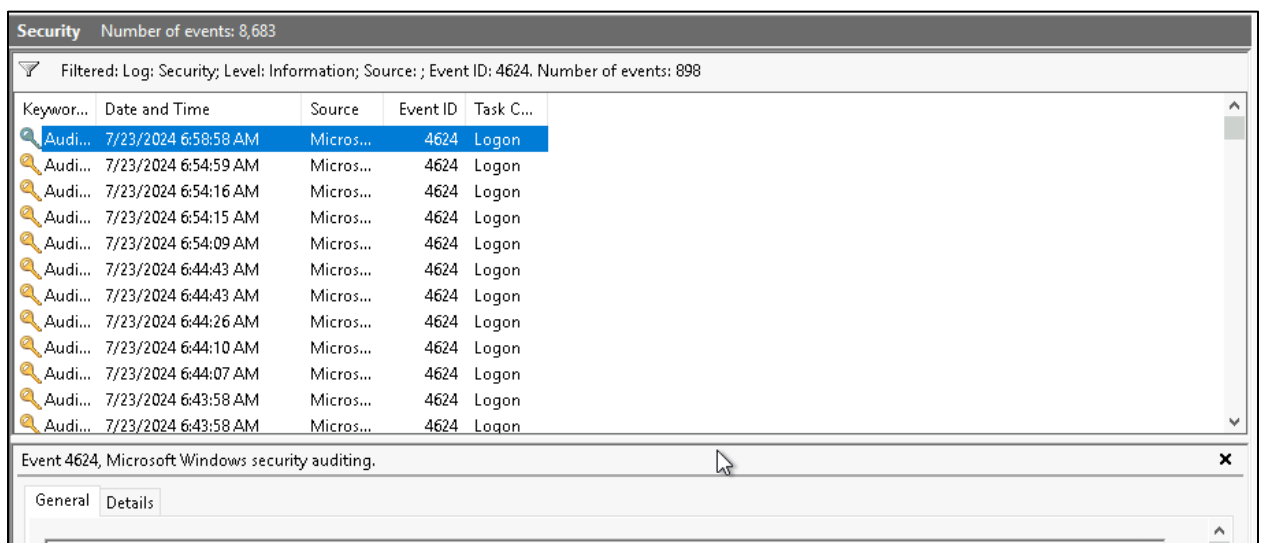 Security Number of events: 8,683
Filtered: Log: Security; Level: Information; Source: ; Event ID: 4624. Number of events: 898
Keywor... Date and Time Source Event ID Task C...
Audi... 7/23/2024 6:58:58 AM Micros... 4624 Logon
Audi... 7/23/2024 6:54:59 AM Micros... 4624 Logon
Audi... 7/23/2024 6:54:16 AM Micros... 4624 Logon
Audi... 7/23/2024 6:54:15 AM Micros... 4624 Logon
Audi... 7/23/2024 6:54:09 AM Micros... 4624 Logon
Audi... 7/23/2024 6:44:43 AM Micros... 4624 Logon
Audi... 7/23/2024 6:44:43 AM Micros... 4624 Logon
Audi... 7/23/2024 6:44:26 AM Micros... 4624 Logon
Audi... 7/23/2024 6:44:10 AM Micros... 4624 Logon
Audi... 7/23/2024 6:44:07 AM Micros... 4624 Logon
Audi... 7/23/2024 6:43:58 AM Micros... 4624 Logon
Audi... 7/23/2024 6:43:58 AM Micros... 4624 Logon
Event 4624, Microsoft Windows security auditing.
General Details